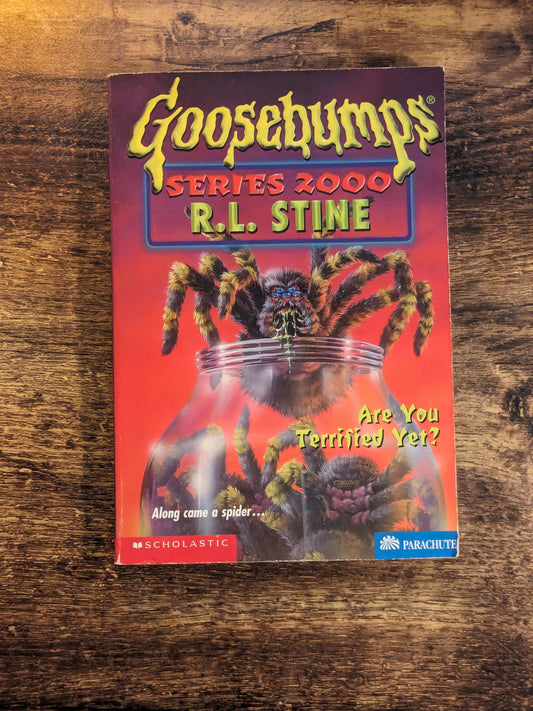 Goosebumps®
SERIES 2000
R.L. STINE
Are You
Terrified Yet?
Along came a spider...
SCHOLASTIC
PARACHUTE